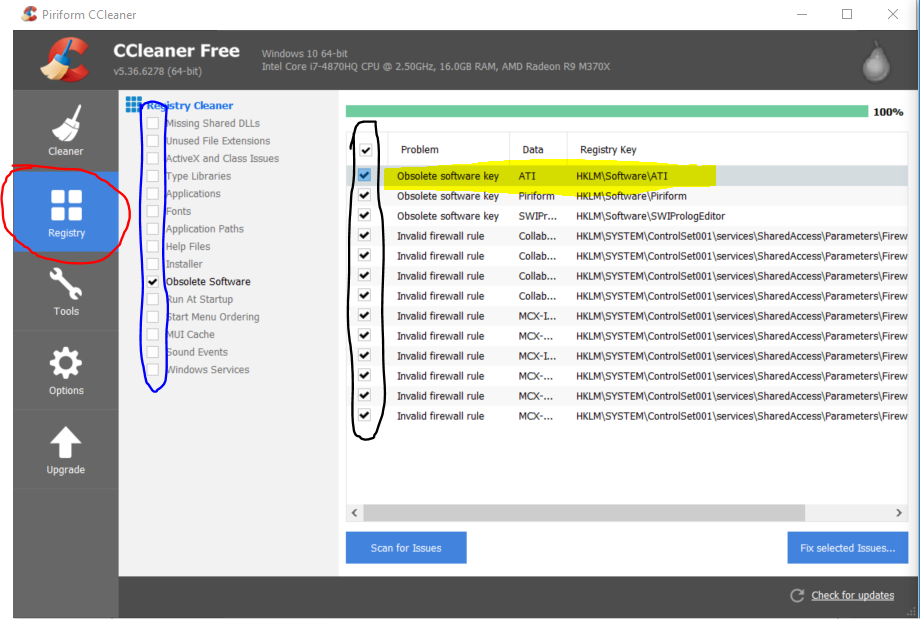 Piriform CCleaner
CCleaner Free
v5.36.6278 (64-bit)
Windows 10 64-bit
Intel Core i7-4870HQ CPU @ 2.50GHz, 16.0GB RAM, AMD Radeon R9 M370X
Cleaner
Registry
Tools
Options
Upgrade
Registry Cleaner
Missing Shared DLLs
Unused File Extensions
ActiveX and Class Issues
Type Libraries
Applications
Fonts
Application Paths
Help Files
Installer
Obsolete Software
Run At Startup
Start Menu Ordering
MUI Cache
Sound Events
Windows Services
100%
Problem Data Registry Key
Obsolete software key ATI HKLM\Software\ATI
Obsolete software key Piriform HKLM\Software\Piriform
Obsolete software key SWIPr... HKLM\Software\SWIPrologEditor
Invalid firewall rule Collab... HKLM\SYSTEM\ControlSet001\services\SharedAccess\Parameters\Firew
Invalid firewall rule Collab... HKLM\SYSTEM\ControlSet001\services\SharedAccess\Parameters\Firew
Invalid firewall rule Collab... HKLM\SYSTEM\ControlSet001\services\SharedAccess\Parameters\Firew
Invalid firewall rule Collab... HKLM\SYSTEM\ControlSet001\services\SharedAccess\Parameters\Firew
Invalid firewall rule MCX-I... HKLM\SYSTEM\ControlSet001\services\SharedAccess\Parameters\Firew
Invalid firewall rule MCX-... HKLM\SYSTEM\ControlSet001\services\SharedAccess\Parameters\Firew
Invalid firewall rule MCX-I... HKLM\SYSTEM\ControlSet001\services\SharedAccess\Parameters\Firew
Invalid firewall rule MCX-... HKLM\SYSTEM\ControlSet001\services\SharedAccess\Parameters\Firew
Invalid firewall rule MCX-... HKLM\SYSTEM\ControlSet001\services\SharedAccess\Parameters\Firew
Invalid firewall rule MCX-... HKLM\SYSTEM\ControlSet001\services\SharedAccess\Parameters\Firew
Scan for Issues
Fix selected Issues...
Check for updates